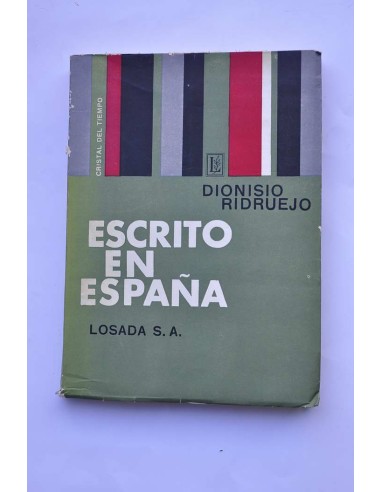 CRISTAL DEL TIEMPO
L
DIONISIO
RIDRUEJO
ESCRITO
EN
ESPAÑA
LOSADA S. A.